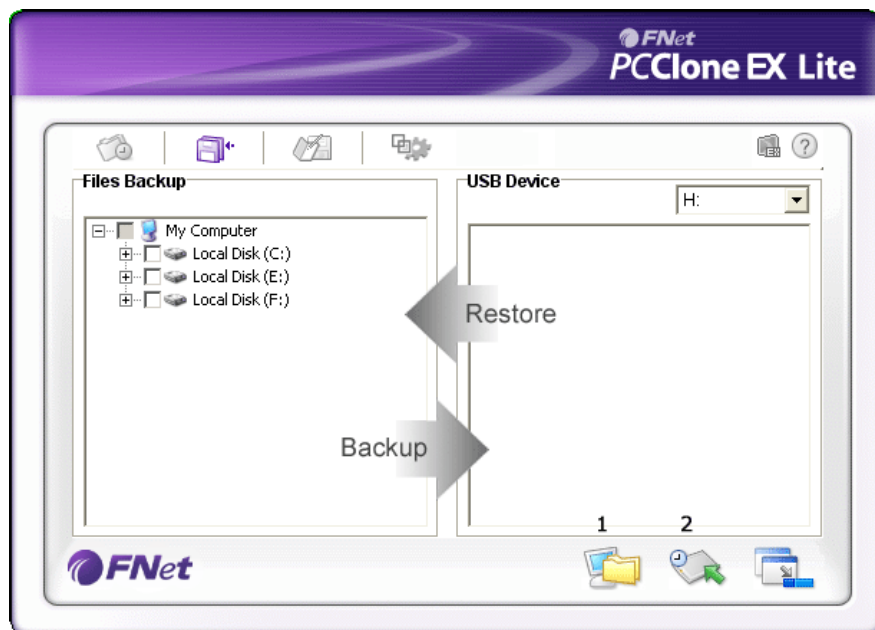 FNet
PCClone EX Lite
Files Backup
USB Device
H:
My Computer
Local Disk (C:)
Local Disk (E:)
Local Disk (F:)
Restore
Backup
1 2
FNet